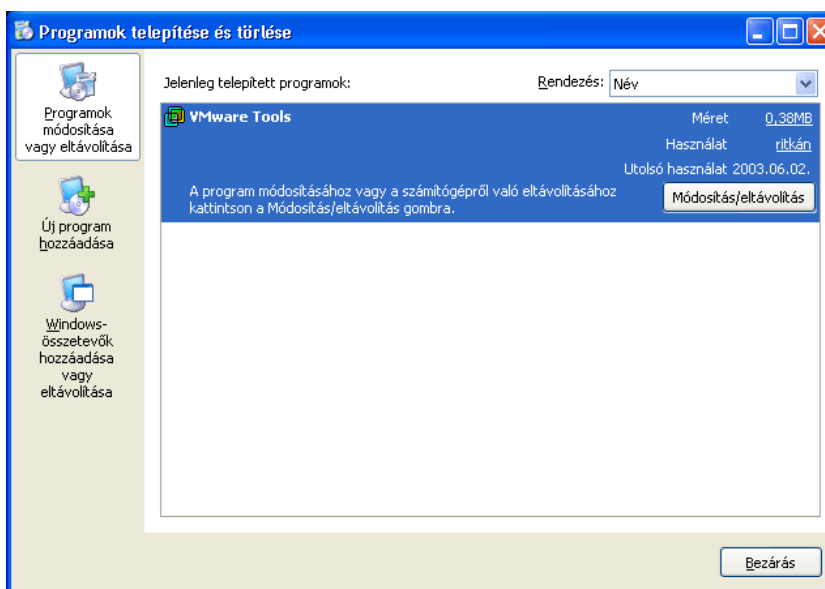 Programok telepítése és törlése
Programok
módosítása
vagy eltávolítása
Új program
hozzáadása
Windows-
összetevők
hozzáadása
vagy
eltávolítása
Jelenleg telepített programok:
Rendezés: Név
VMware Tools
Méret 0,38MB
Használat ritkán
Utolsó használat 2003.06.02.
A program módosításához vagy a számítógépről való eltávolításához
kattintson a Módosítás/eltávolítás gombra.
Módosítás/eltávolítás
Bezárás